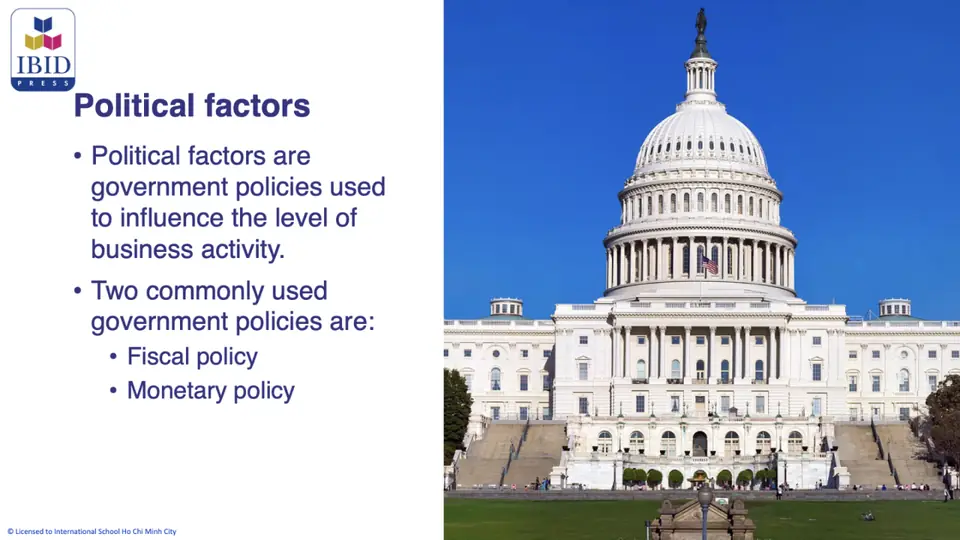 IBID
PRESS
Political factors
• Political factors are
government policies used
to influence the level of
business activity.
• Two commonly used
government policies are:
• Fiscal policy
• Monetary policy
© Licensed to International School Ho Chi Minh City